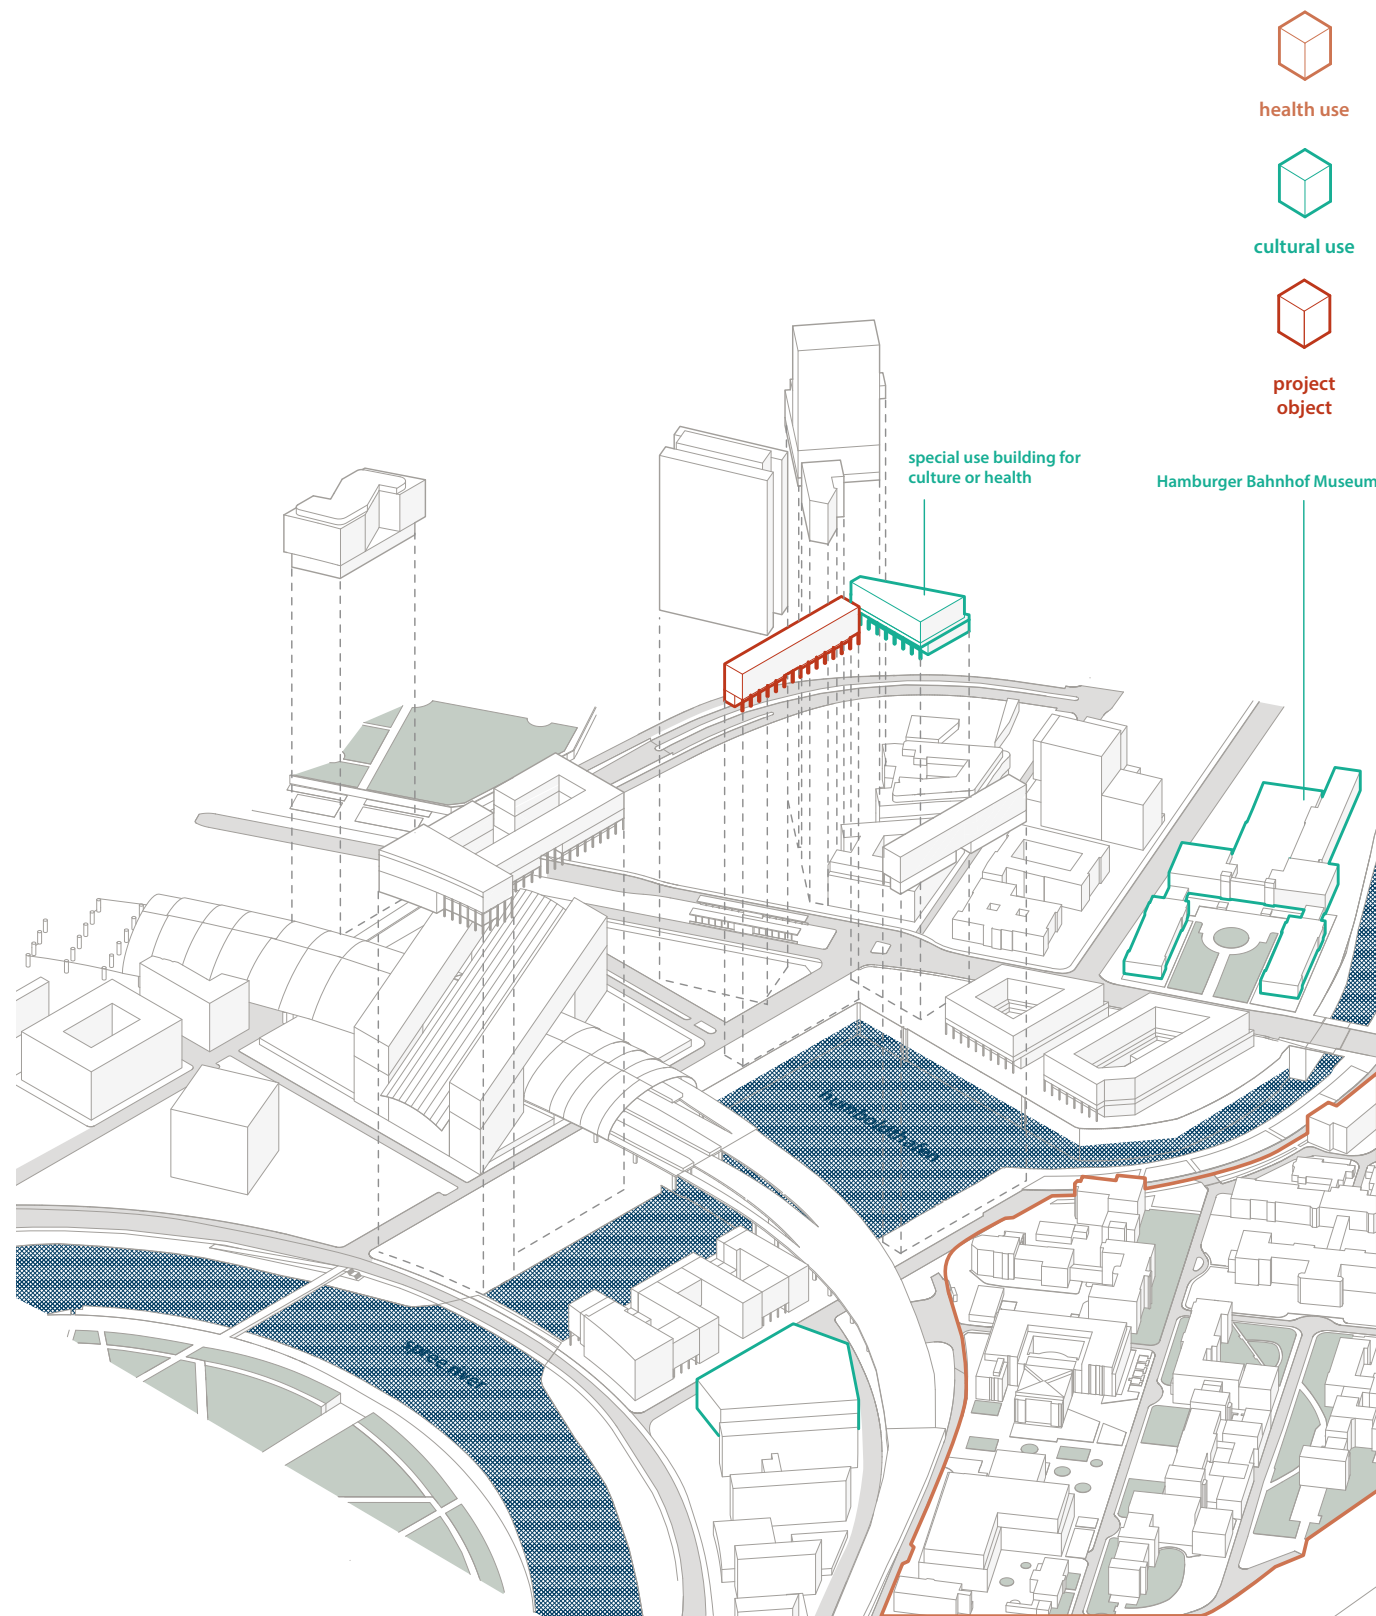 health use
cultural use
project
object
special use building for
culture or health
Hamburger Bahnhof Museum
humboldthafen
spree river